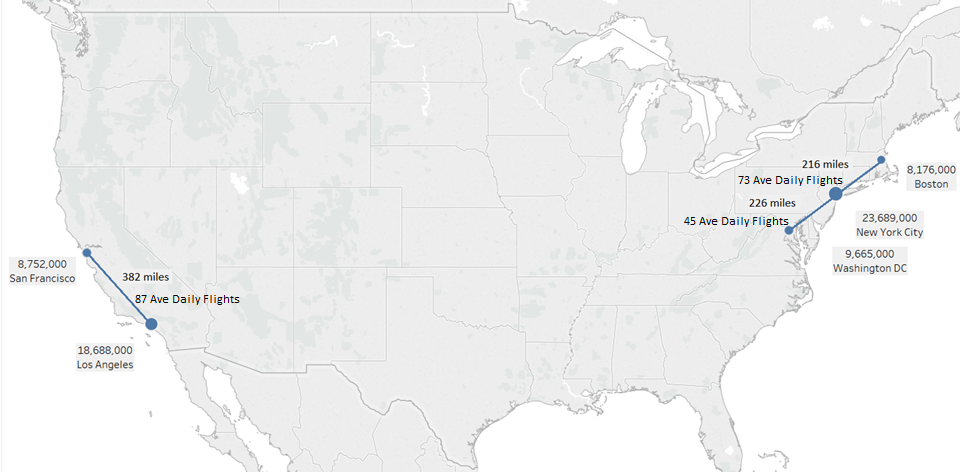 216 miles
73 Ave Daily Flights
226 miles
45 Ave Daily Flights
8,176,000
Boston
23,689,000
New York City
9,665,000
Washington DC
8,752,000
San Francisco
382 miles
87 Ave Daily Flights
18,688,000
Los Angeles